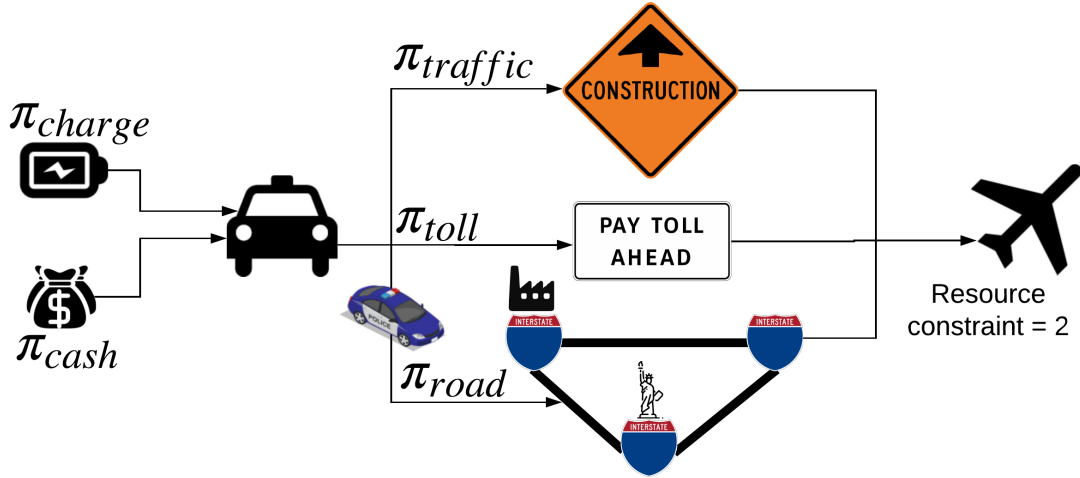 π_traffic
CONSTRUCTION
π_charge
π_toll
PAY TOLL
AHEAD
$
π_cash
POLICE
Resource
constraint = 2
INTERSTATE
INTERSTATE
π_road
INTERSTATE